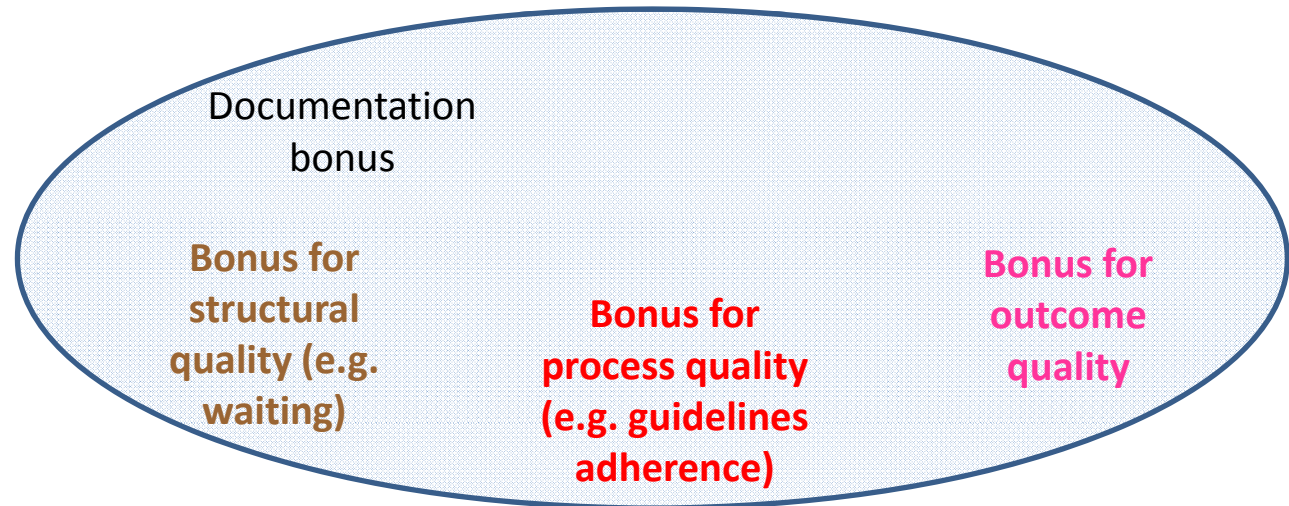 Documentation
bonus
Bonus for
structural
quality (e.g.
waiting)
Bonus for
process quality
(e.g. guidelines
adherence)
Bonus for
outcome
quality